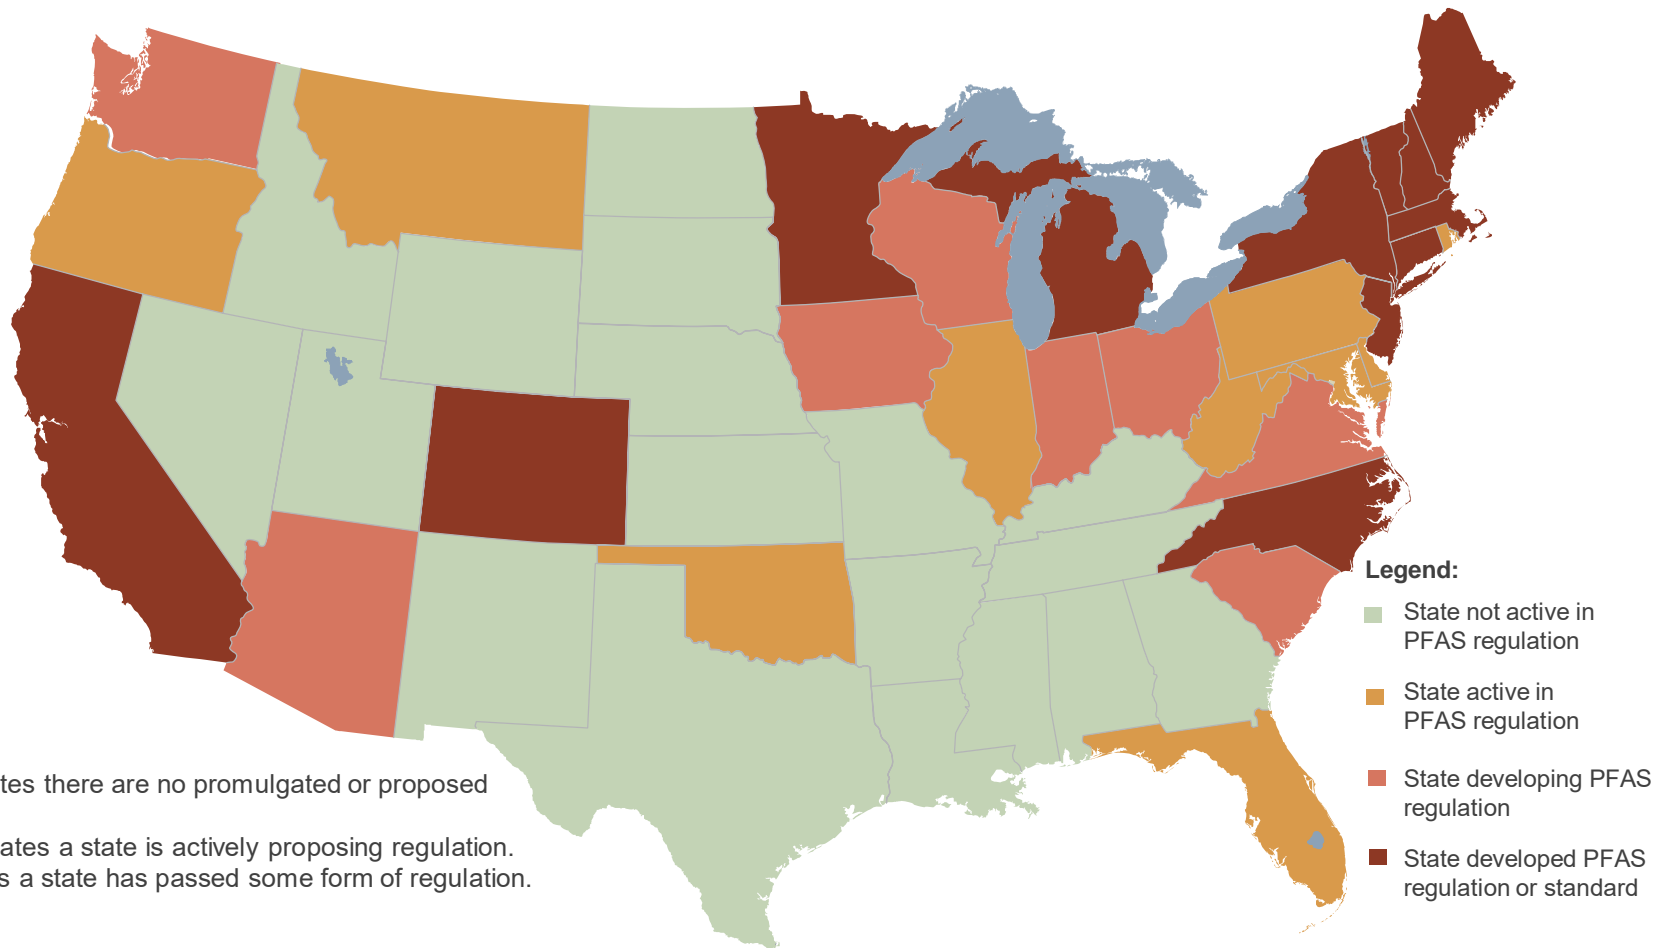 Legend:
State not active in
PFAS regulation
State active in
PFAS regulation
State developing PFAS
regulation
State developed PFAS
regulation or standard
there are no promulgated or proposed
a state is actively proposing regulation.
a state has passed some form of regulation.